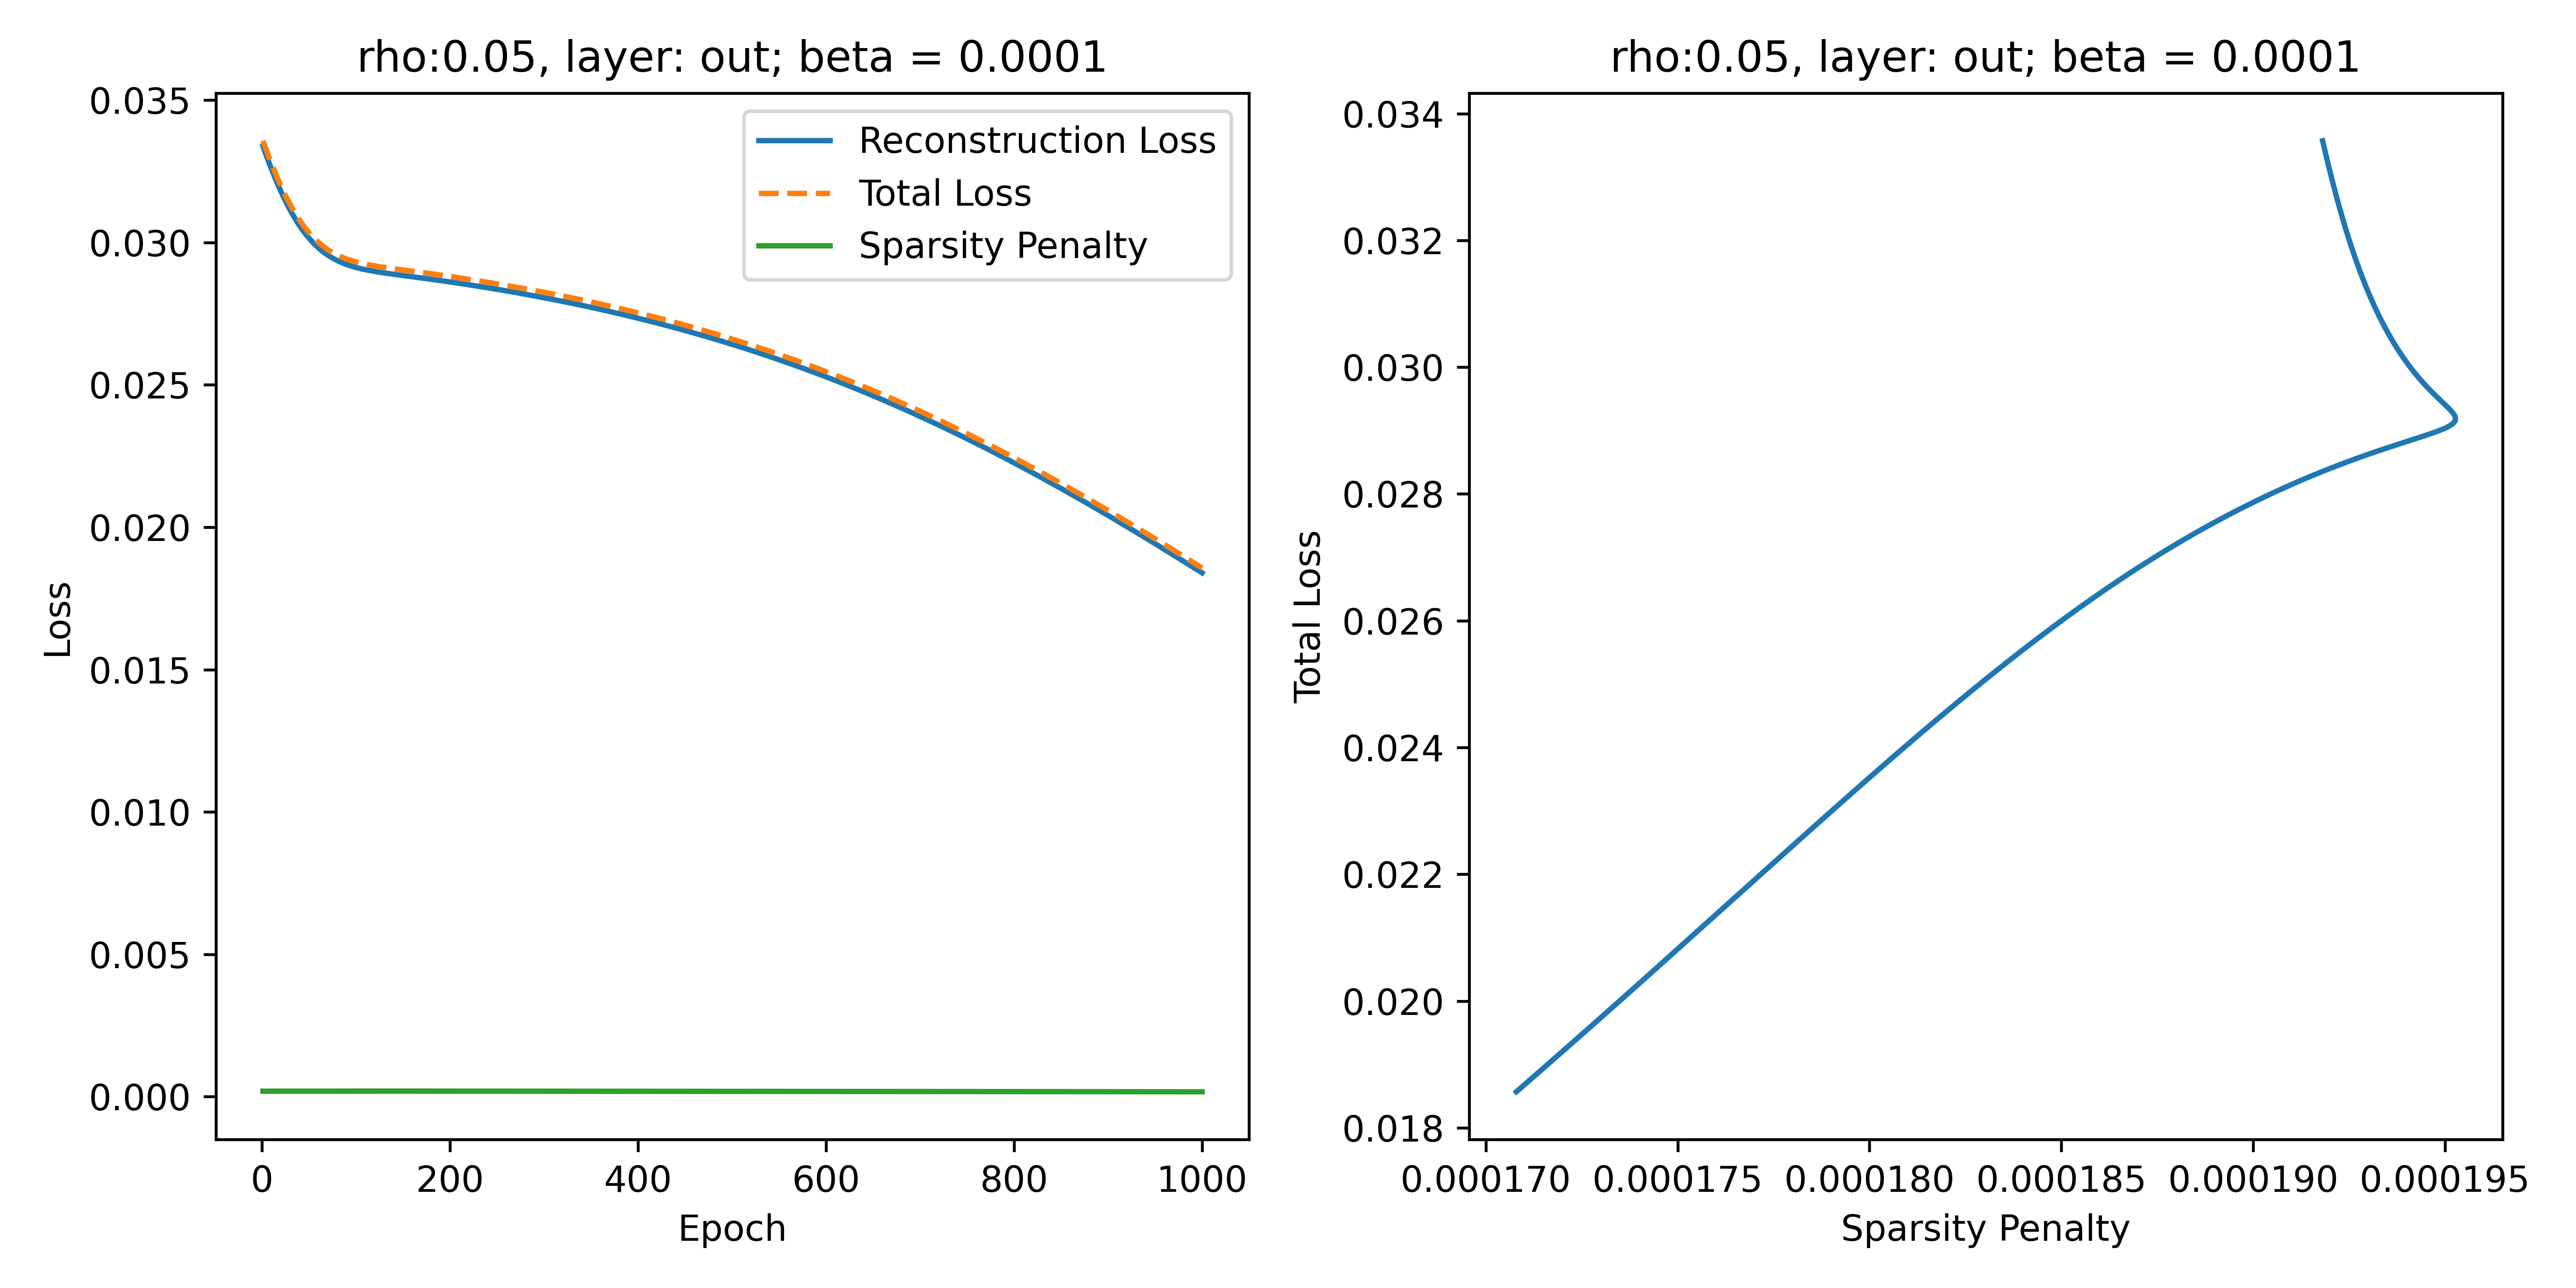 rho:0.05, layer: out; beta = 0.0001
0.035
0.030
0.025
0.020
0.015
0.010
0.005
0.000
Loss
Reconstruction Loss
Total Loss
Sparsity Penalty
0 200 400 600 800 1000
Epoch
rho:0.05, layer: out; beta = 0.0001
0.034
0.032
0.030
0.028
0.026
0.024
0.022
0.020
0.018
Total Loss
0.000170 0.000175 0.000180 0.000185 0.000190 0.000195
Sparsity Penalty